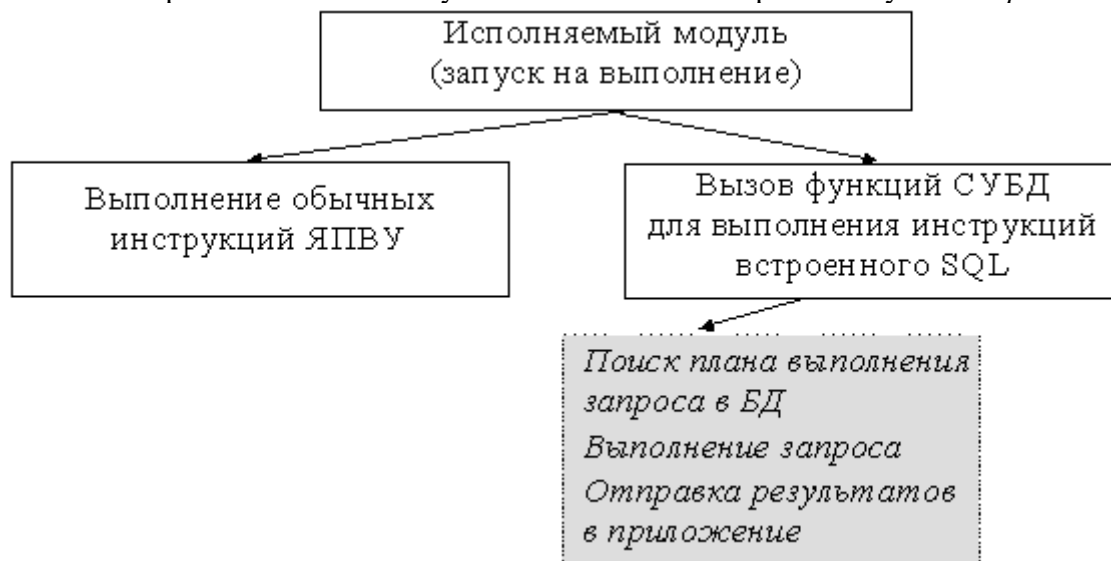 Исполняемый модуль
(запуск на выполнение)
Выполнение обычных
инструкций ЯПВУ
Вызов функций СУБД
для выполнения инструкций
встроенного SQL
Поиск плана выполнения
запроса в БД
Выполнение запроса
Отправка результатов
в приложение